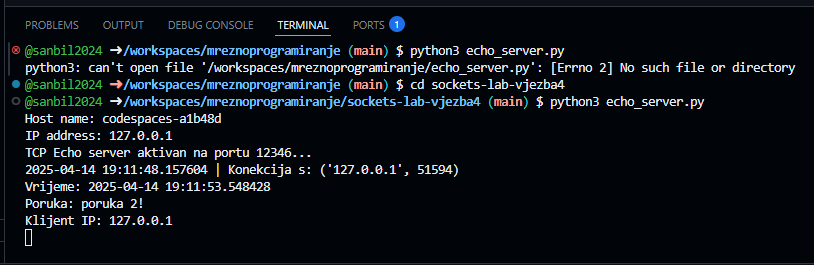 PROBLEMS OUTPUT DEBUG CONSOLE TERMINAL PORTS 1
@sanbil2024 ➜/workspaces/mreznoprogramiranje (main) $ python3 echo_server.py
python3: can't open file '/workspaces/mreznoprogramiranje/echo_server.py': [Errno 2] No such file or directory
@sanbil2024 ➜/workspaces/mreznoprogramiranje (main) $ cd sockets-lab-vjezba4
@sanbil2024 ➜/workspaces/mreznoprogramiranje/sockets-lab-vjezba4 (main) $ python3 echo_server.py
Host name: codespaces-a1b48d
IP address: 127.0.0.1
TCP Echo server aktivan na portu 12346...
2025-04-14 19:11:48.157604 | Konekcija s: ('127.0.0.1', 51594)
Vrijeme: 2025-04-14 19:11:53.548428
Poruka: poruka 2!
Klijent IP: 127.0.0.1